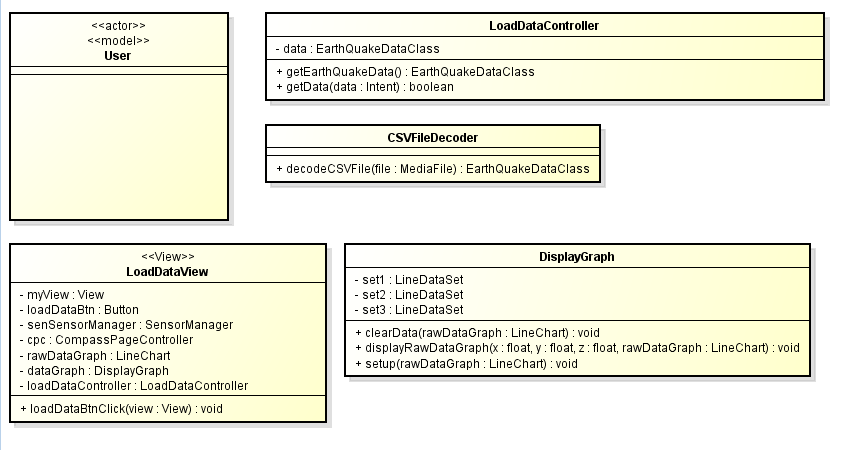 <<actor>>
<<model>>
User
LoadDataController
- data : EarthQuakeDataClass
+ getEarthQuakeData() : EarthQuakeDataClass
+ getData(data : Intent) : boolean
CSVFileDecoder
+ decodeCSVFile(file : MediaFile) : EarthQuakeDataClass
<<View>>
LoadDataView
- myView : View
- loadDataBtn : Button
- senSensorManager : SensorManager
- cpc : CompassPageController
- rawDataGraph : LineChart
- dataGraph : DisplayGraph
- loadDataController : LoadDataController
+ loadDataBtnClick(view : View) : void
DisplayGraph
- set1 : LineDataSet
- set2 : LineDataSet
- set3 : LineDataSet
+ clearData(rawDataGraph : LineChart) : void
+ displayRawDataGraph(x : float, y : float, z : float, rawDataGraph : LineChart) : void
+ setup(rawDataGraph : LineChart) : void